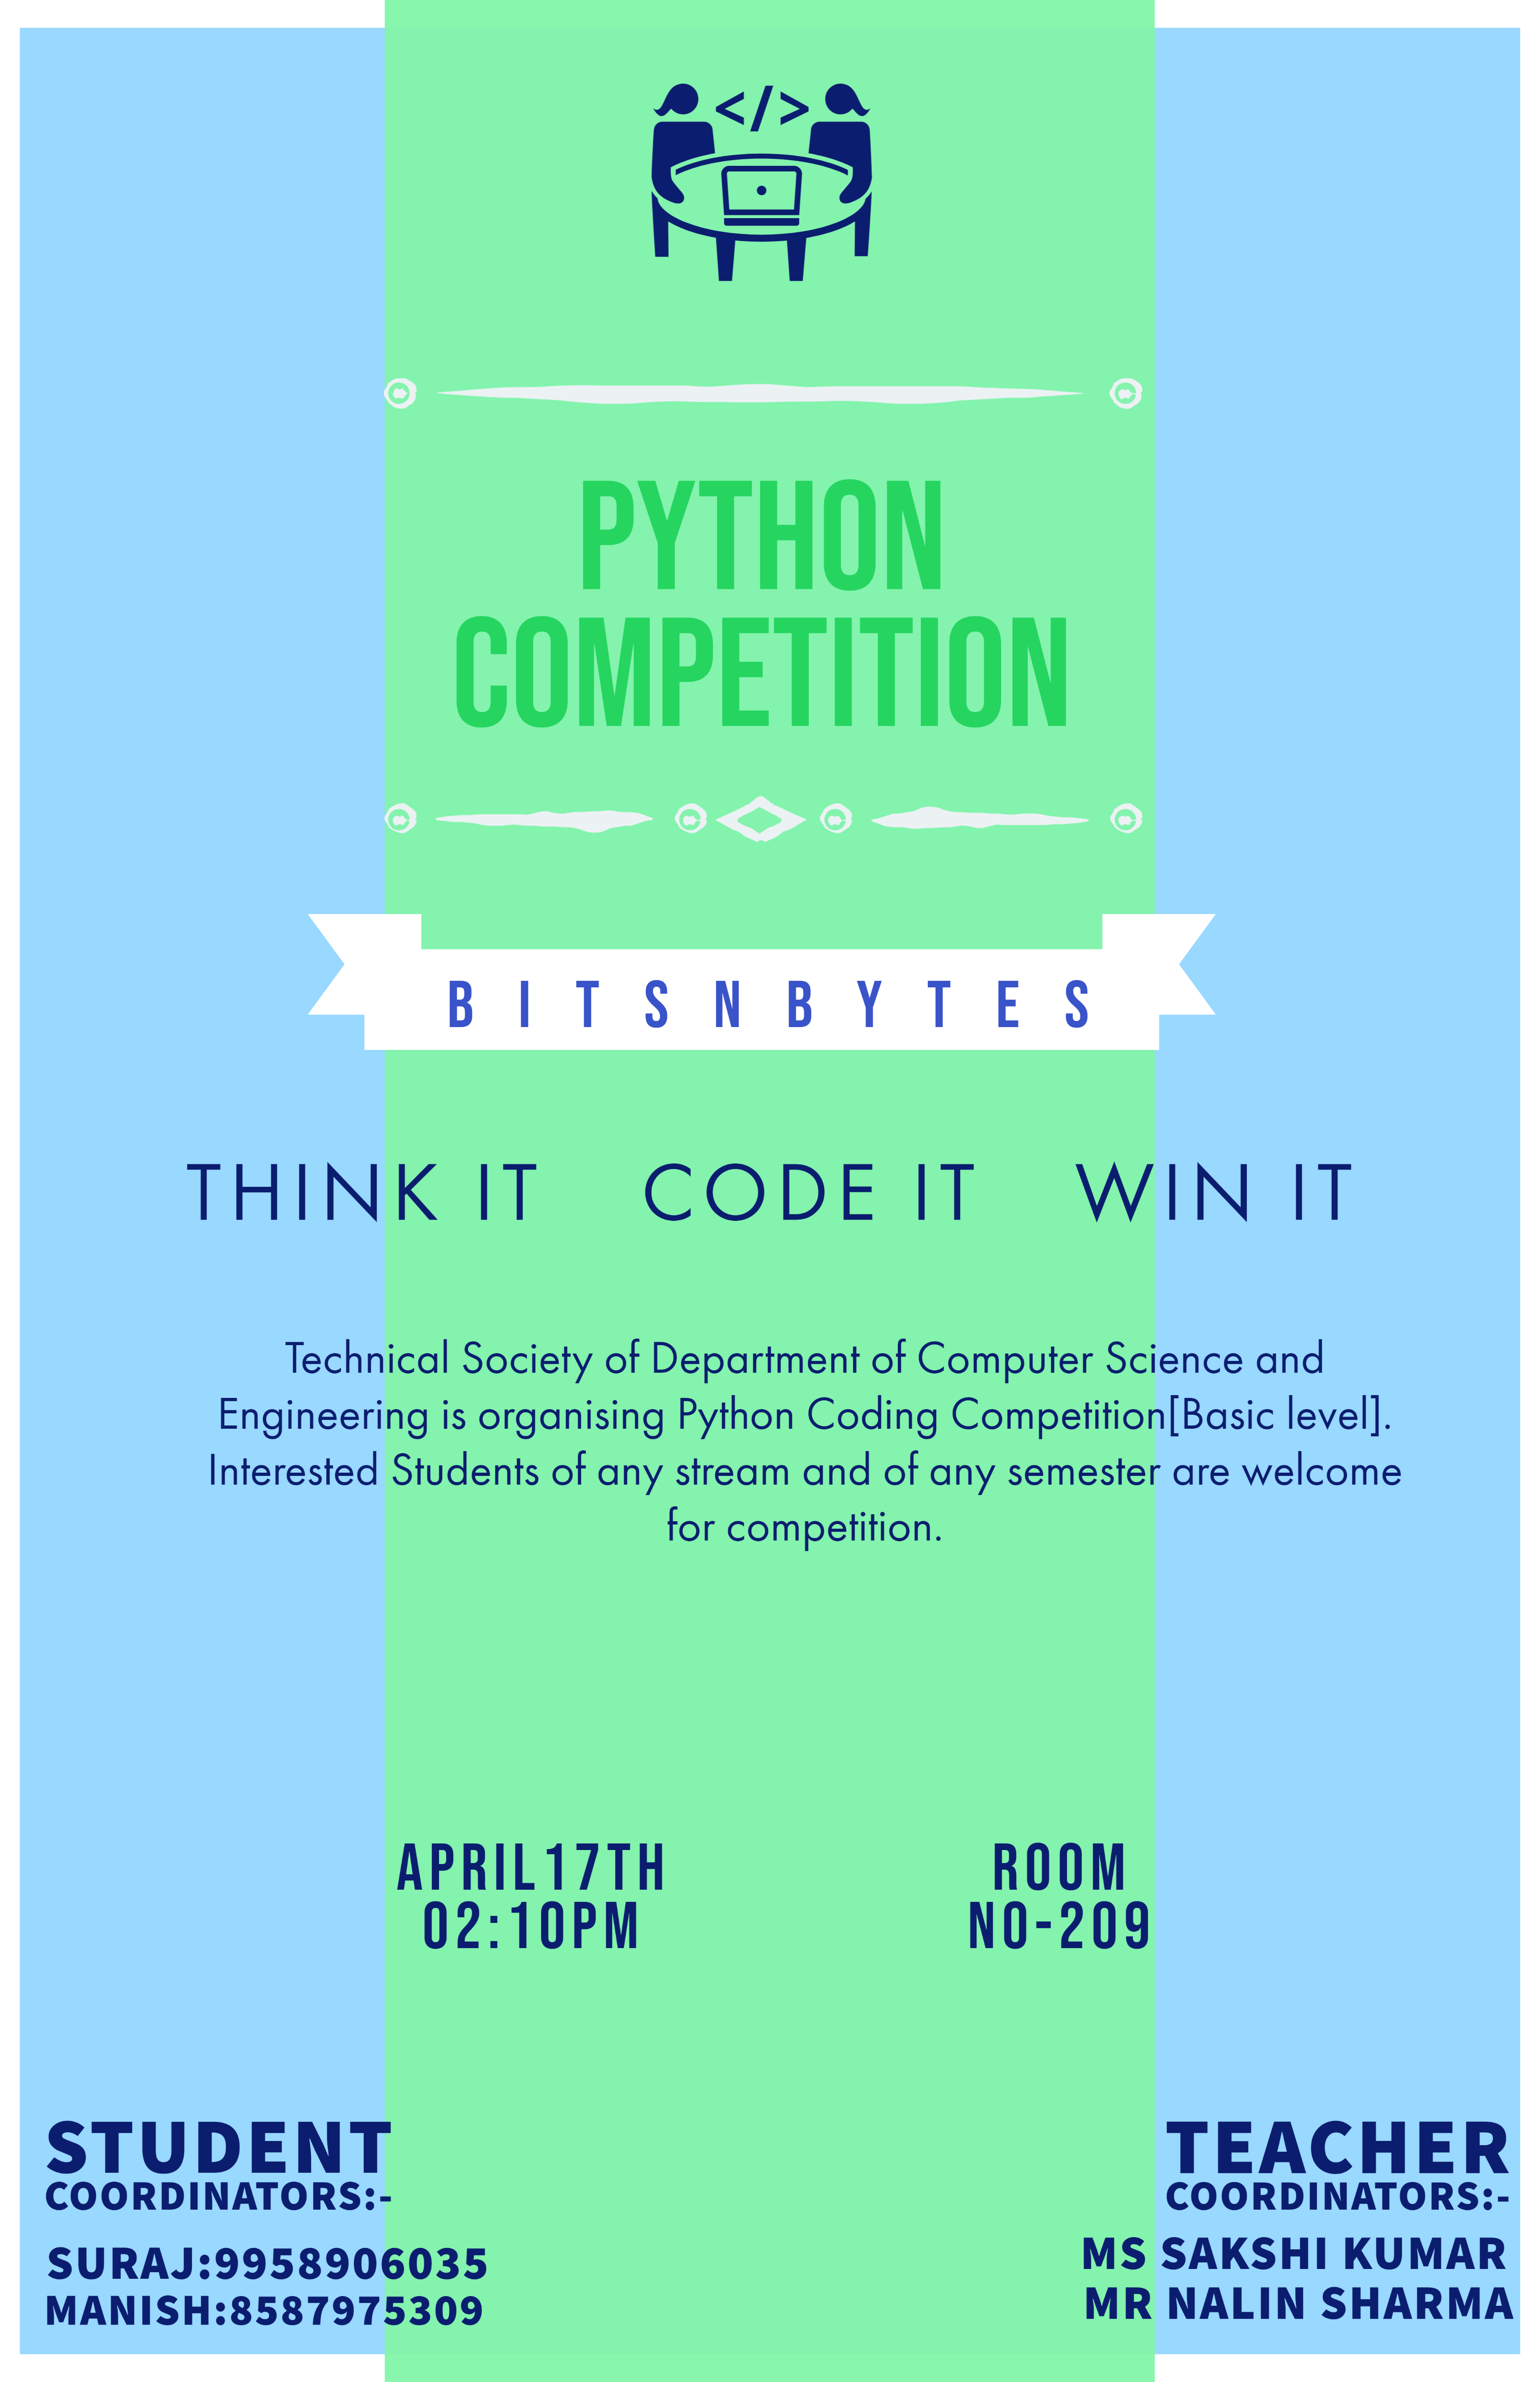 </>
PYTHON
COMPETITION
BITSNBYTES
THINK IT CODE IT WIN IT
Technical Society of Department of Computer Science and
Engineering is organising Python Coding Competition[Basic level].
Interested Students of any stream and of any semester are welcome
for competition.
APRIL17TH
02:10PM
ROOM
NO-209
STUDENT
COORDINATORS:-
SURAJ:9958906035
MANISH:8587975309
TEACHER
COORDINATORS:-
MS SAKSHI KUMAR
MR NALIN SHARMA